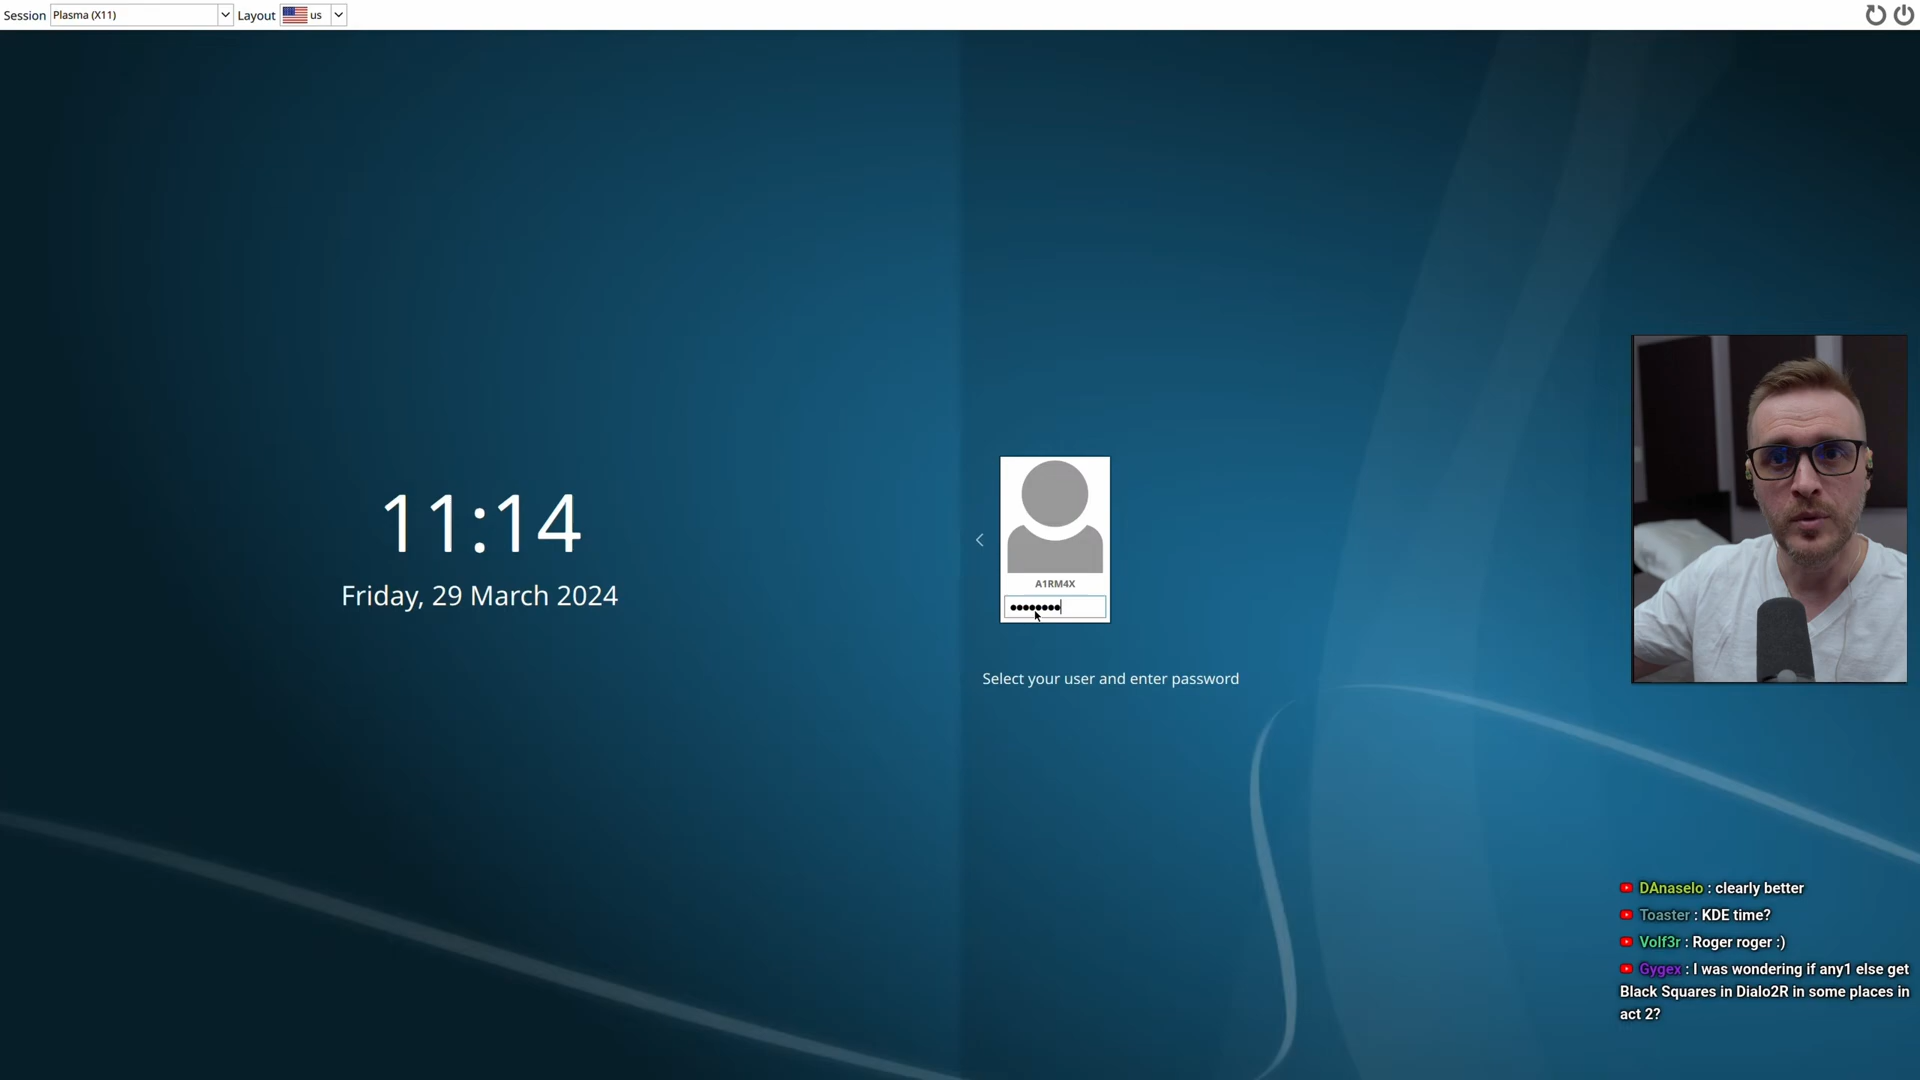 Session Plasma (X11) Layout us
11:14
Friday, 29 March 2024
A1RM4X
Select your user and enter password
DAnaselo : clearly better
Toaster : KDE time?
Volf3r : Roger roger :)
Gygex : I was wondering if any1 else get
Black Squares in Dialo2R in some places in
act 2?